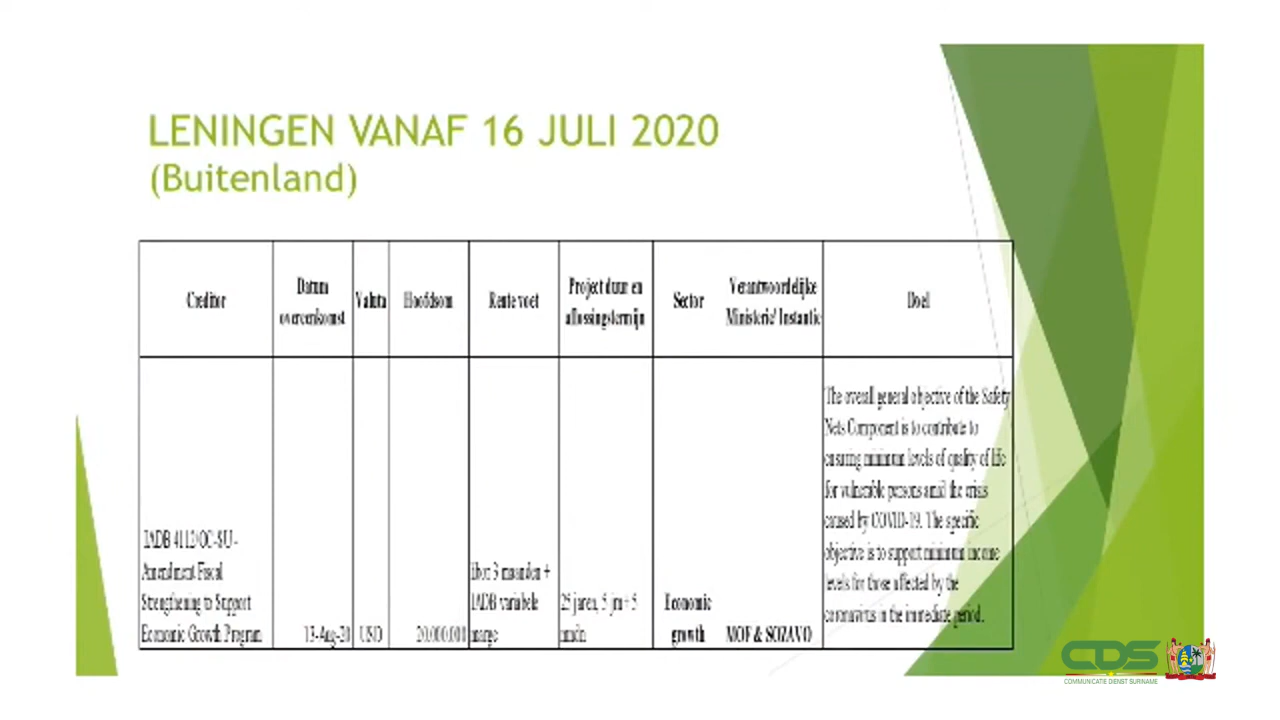 LENINGEN VANAF 16 JULI 2020
(Buitenland)
Creditor
Datum
overeenkomst
Valuta
Hoofdsom
Rente voet
Project duur en
aflossingstermijn
Sector
Verantwoordelijke
Ministerie/ Instantie
Doel
IADB 4112/OC-SU -
Amendment Fiscal
Strengthening to Support
Economic Growth Program
13-Aug-20
USD
20.000.000
libor 3 maanden +
IADB variabele
marge
25 jaren, 5 jrn + 5
mndn
Economic
growth
MOF & SOZAVO
The overall general objective of the Safety
Nets Component is to contribute to
ensuring minimum levels of quality of life
for vulnerable persons amid the crisis
caused by COVID-19. The specific
objective is to support minimum income
levels for those affected by the
coronavirus in the immediate period.
CDS
COMMUNICATIE DIENST SURINAME